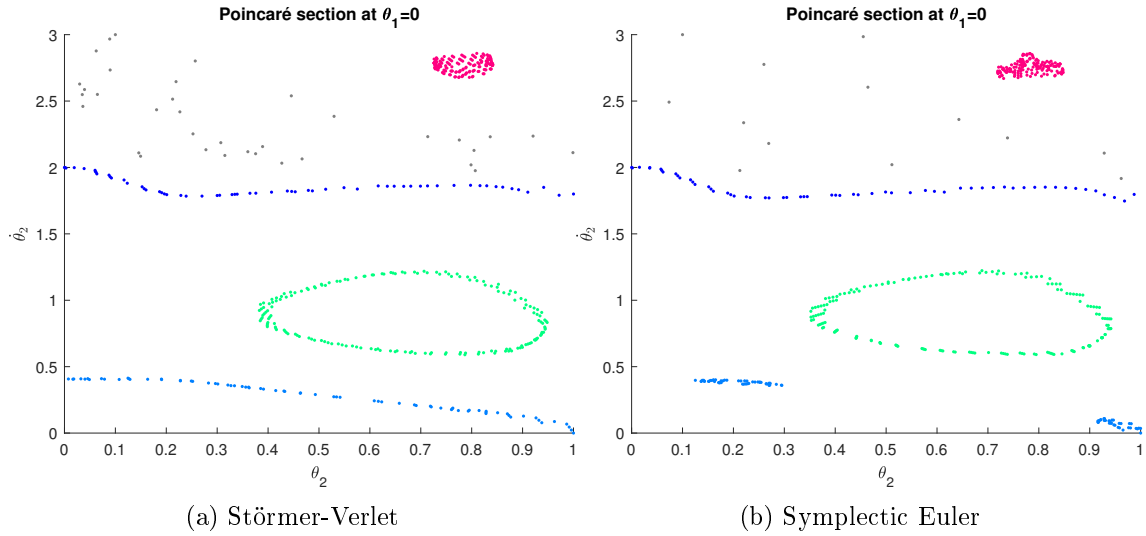 Poincaré section at θ₁=0
3
2.5
2
1.5
1
0.5
0
θ̇₂
0 0.1 0.2 0.3 0.4 0.5 0.6 0.7 0.8 0.9 1
θ₂
(a) Störmer-Verlet
Poincaré section at θ₁=0
3
2.5
2
1.5
1
0.5
0
θ̇₂
0 0.1 0.2 0.3 0.4 0.5 0.6 0.7 0.8 0.9 1
θ₂
(b) Symplectic Euler